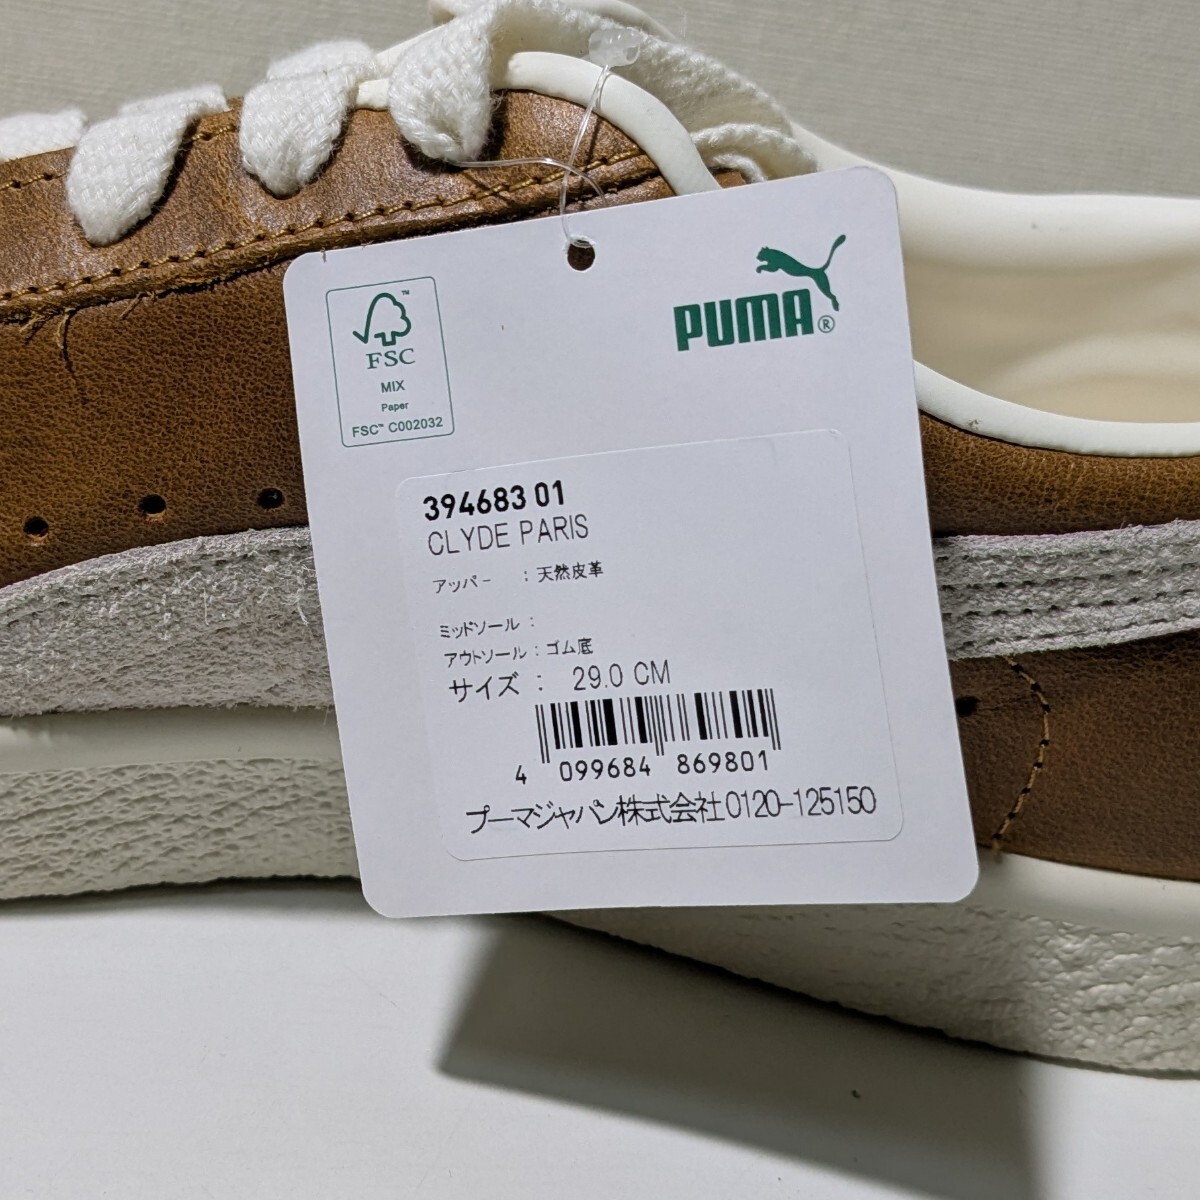 FSC™
MIX
Paper
FSC™ C002032
PUMA®
394683 01
CLYDE PARIS
アッパー : 天然皮革
ミッドソール :
アウトソール : ゴム底
サイズ : 29.0 CM
4 099684 869801
プーマジャパン株式会社0120-125150